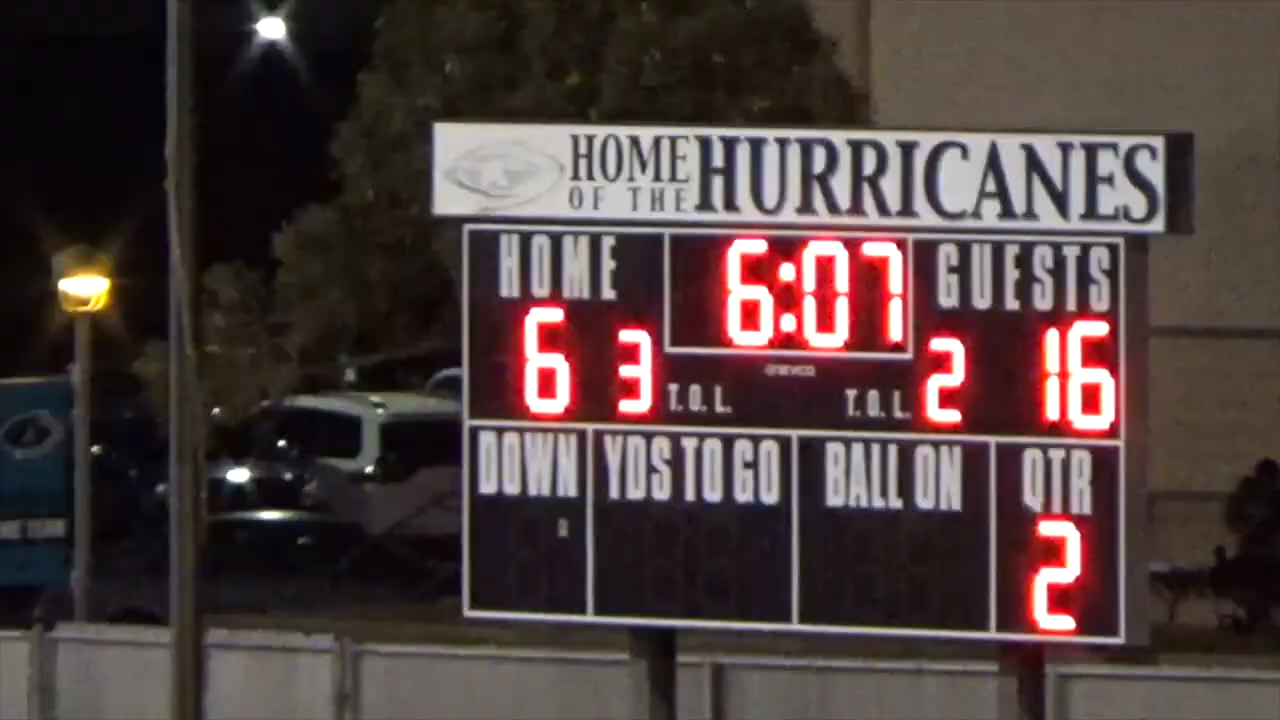 HOME
OF THE
HURRICANES
HOME
6:07
GUESTS
6
3
T.O.L.
T.O.L.
2
16
DOWN
YDS TO GO
BALL ON
QTR
2